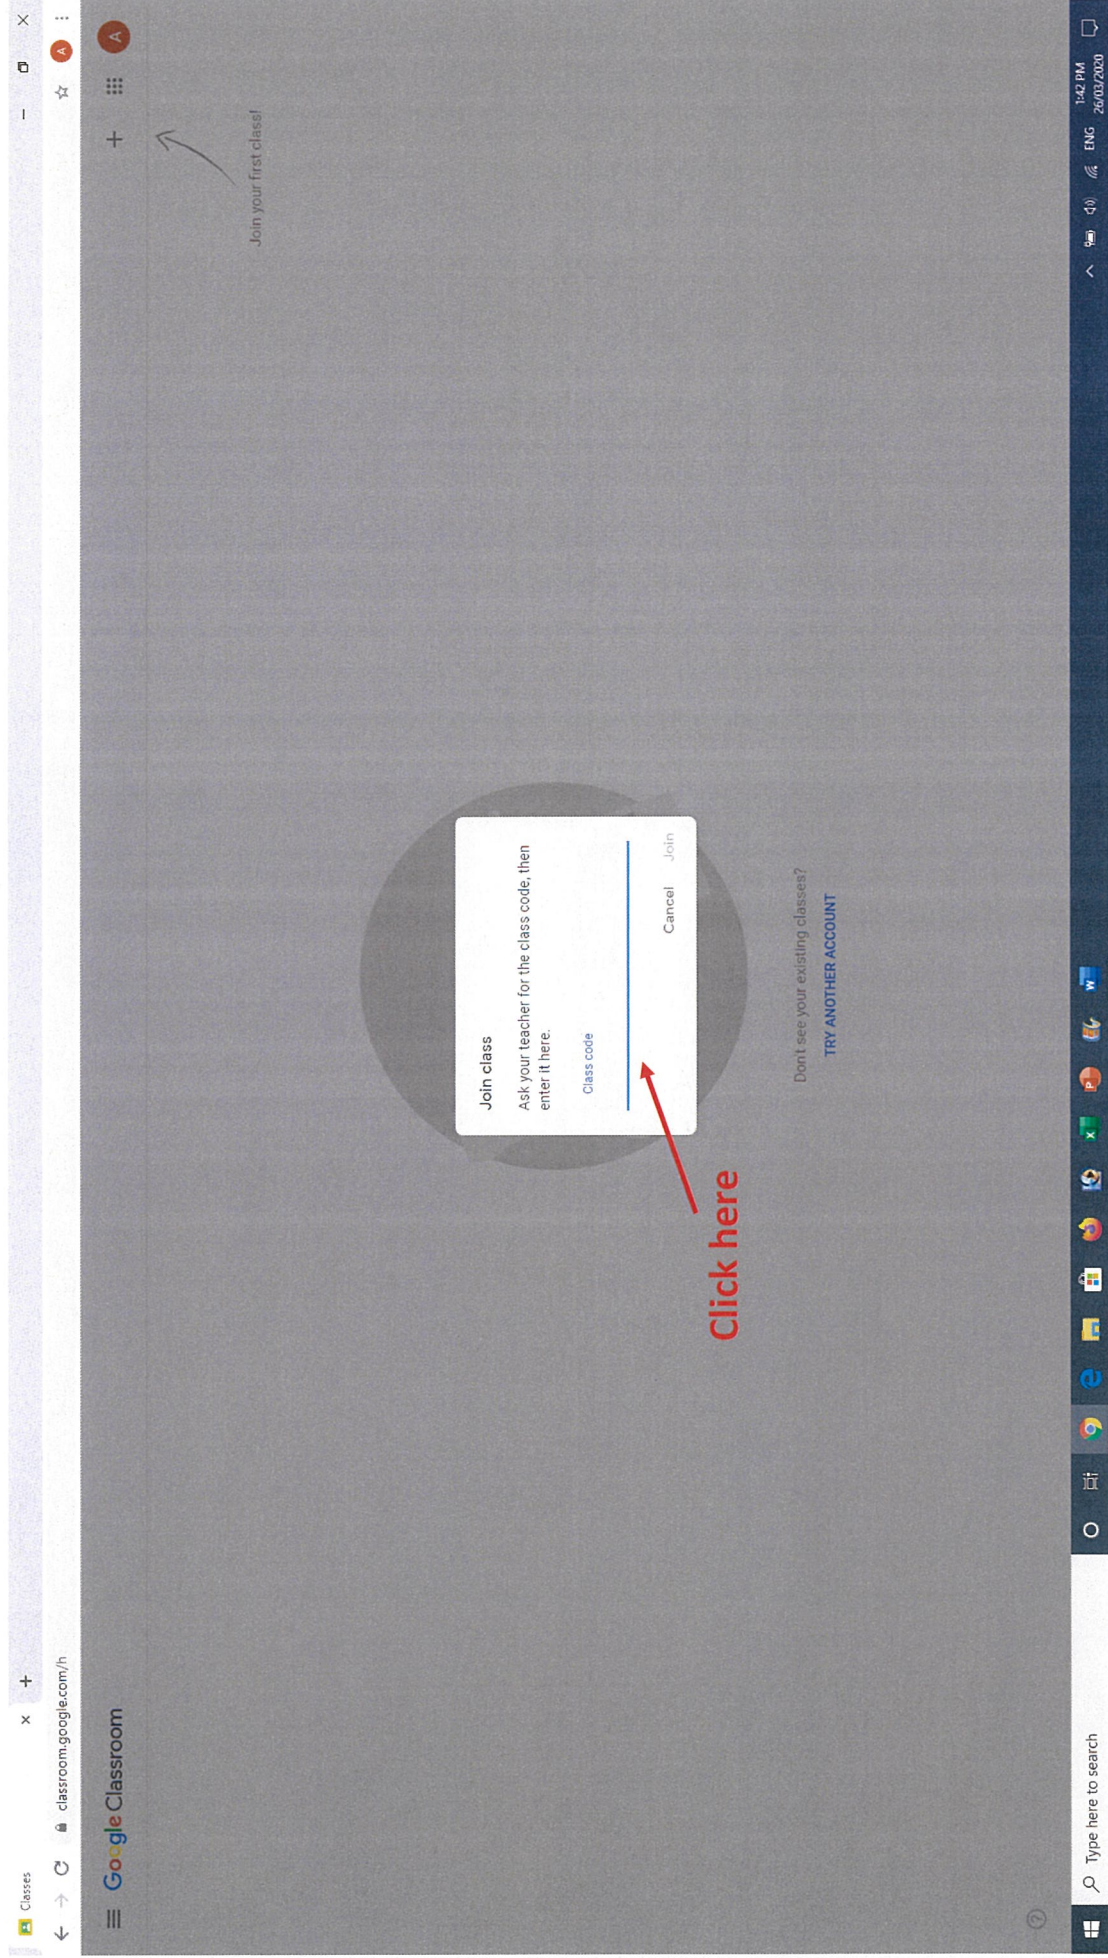 Classes
classroom.google.com/h
A
Google Classroom
A
Join your first class!
Join class
Ask your teacher for the class code, then
enter it here.
Class code
Cancel Join
Click here
Don't see your existing classes?
TRY ANOTHER ACCOUNT
Type here to search
ENG
1:42 PM
26/03/2020